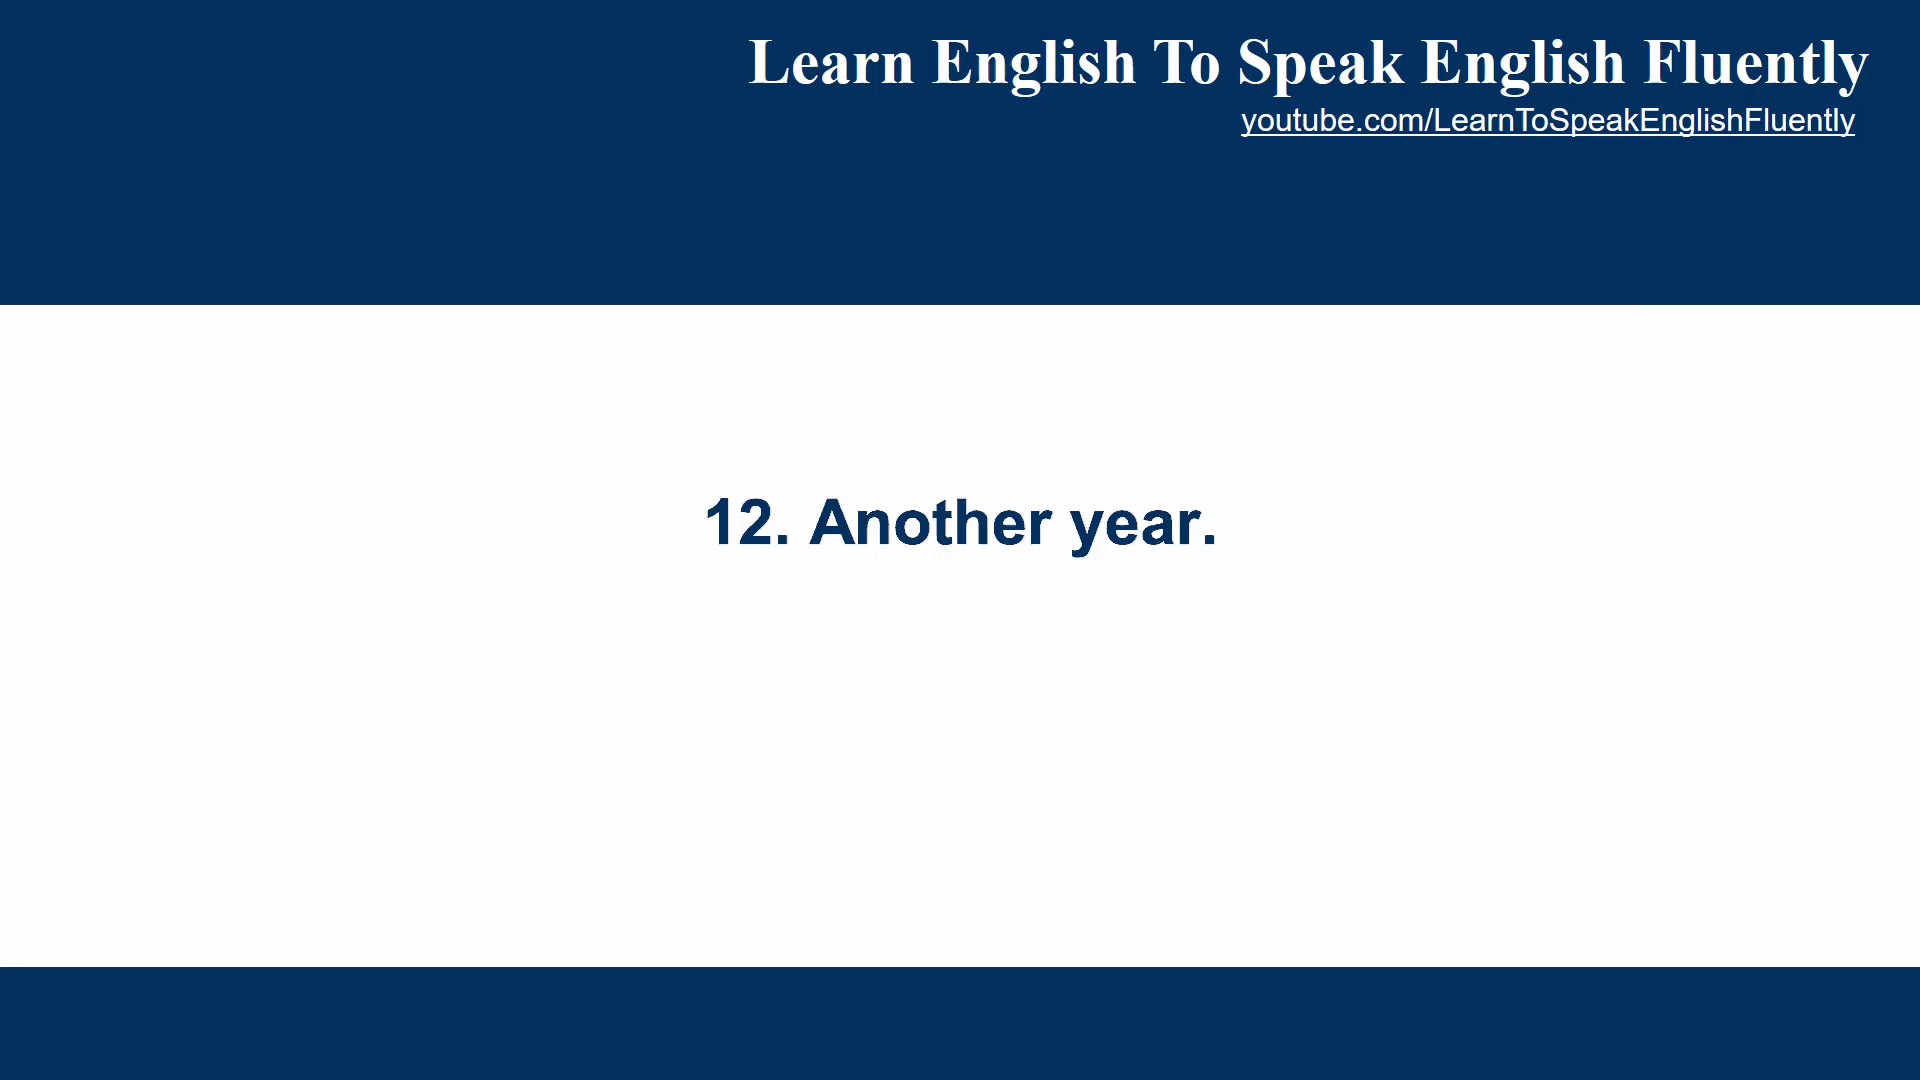 Learn English To Speak English Fluently
youtube.com/LearnToSpeakEnglishFluently
12. Another year.